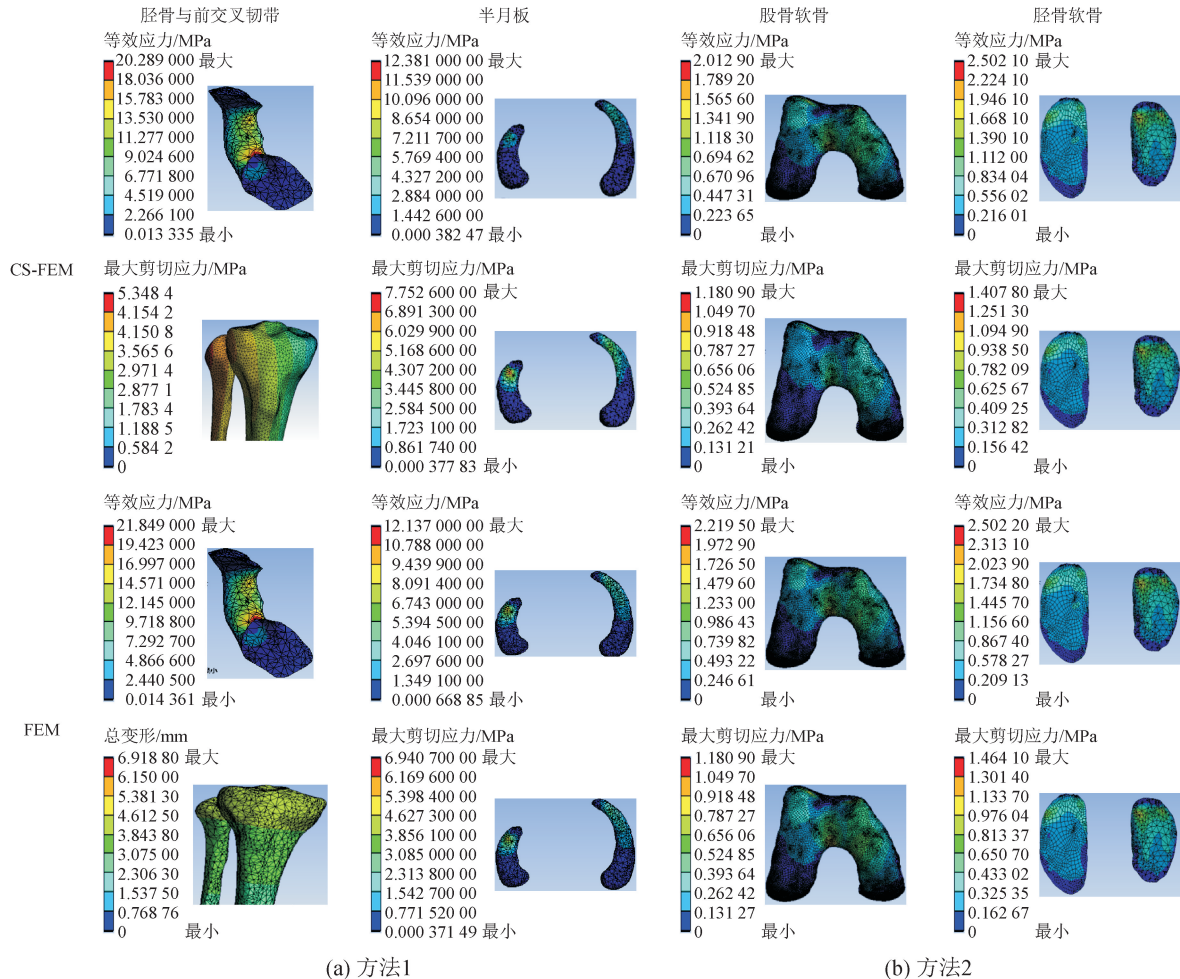 胫骨与前交叉韧带
半月板
股骨软骨
胫骨软骨
CS-FEM
等效应力/MPa
20.289 000 最大
18.036 000
15.783 000
13.530 000
11.277 000
9.024 600
6.771 800
4.519 000
2.266 100
0.013 335 最小
等效应力/MPa
12.381 000 00 最大
11.539 000 00
10.096 000 00
8.654 000 00
7.211 700 00
5.769 400 00
4.327 200 00
2.884 000 00
1.442 600 00
0.000 382 47 最小
等效应力/MPa
2.012 90 最大
1.789 20
1.565 60
1.341 90
1.118 30
0.694 62
0.670 96
0.447 31
0.223 65
0 最小
等效应力/MPa
2.502 10 最大
2.224 10
1.946 10
1.668 10
1.390 10
1.112 00
0.834 04
0.556 02
0.216 01
0 最小
最大剪切应力/MPa
5.348 4
4.154 2
4.150 8
3.565 6
2.971 4
2.877 1
1.783 4
1.188 5
0.584 2
0
最大剪切应力/MPa
7.752 600 00 最大
6.891 300 00
6.029 900 00
5.168 600 00
4.307 200 00
3.445 800 00
2.584 500 00
1.723 100 00
0.861 740 00
0.000 377 83 最小
最大剪切应力/MPa
1.180 90 最大
1.049 70
0.918 48
0.787 27
0.656 06
0.524 85
0.393 64
0.262 42
0.131 21
0 最小
最大剪切应力/MPa
1.407 80 最大
1.251 30
1.094 90
0.938 50
0.782 09
0.625 67
0.409 25
0.312 82
0.156 42
0 最小
FEM
等效应力/MPa
21.849 000 最大
19.423 000
16.997 000
14.571 000
12.145 000
9.718 800
7.292 700
4.866 600
2.440 500
0.014 361 最小
等效应力/MPa
12.137 000 00 最大
10.788 000 00
9.439 900 00
8.091 400 00
6.743 000 00
5.394 500 00
4.046 100 00
2.697 600 00
1.349 100 00
0.000 668 85 最小
等效应力/MPa
2.219 50 最大
1.972 90
1.726 50
1.479 60
1.233 00
0.986 43
0.739 82
0.493 22
0.246 61
0 最小
等效应力/MPa
2.502 20 最大
2.313 10
2.023 90
1.734 80
1.445 70
1.156 60
0.867 40
0.578 27
0.209 13
0 最小
总变形/mm
6.918 80 最大
6.150 00
5.381 30
4.612 50
3.843 80
3.075 00
2.306 30
1.537 50
0.768 76
0 最小
最大剪切应力/MPa
6.940 700 00 最大
6.169 600 00
5.398 400 00
4.627 300 00
3.856 100 00
3.085 000 00
2.313 800 00
1.542 700 00
0.771 520 00
0.000 371 49 最小
最大剪切应力/MPa
1.180 90 最大
1.049 70
0.918 48
0.787 27
0.656 06
0.524 85
0.393 64
0.262 42
0.131 27
0 最小
最大剪切应力/MPa
1.464 10 最大
1.301 40
1.133 70
0.976 04
0.813 37
0.650 70
0.433 02
0.325 35
0.162 67
0 最小
(a) 方法1
(b) 方法2